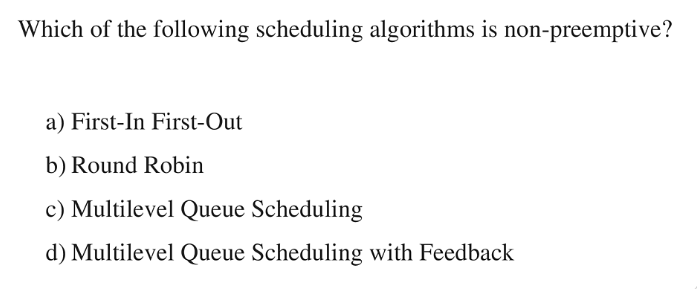 Which of the following scheduling algorithms is non-preemptive?
a) First-In First-Out
b) Round Robin
c) Multilevel Queue Scheduling
d) Multilevel Queue Scheduling with Feedback